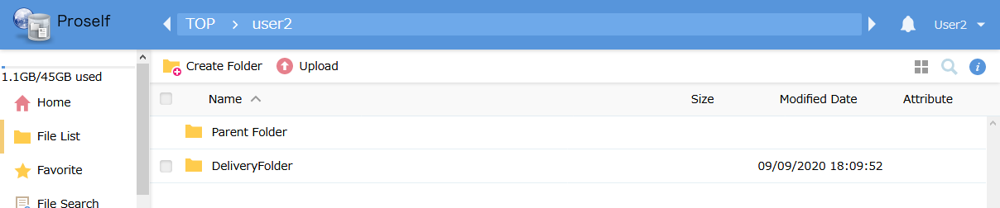 Proself
TOP > user2
User2
1.1GB/45GB used
Home
File List
Favorite
File Search
Create Folder
Upload
Name
Size
Modified Date
Attribute
Parent Folder
DeliveryFolder
09/09/2020 18:09:52